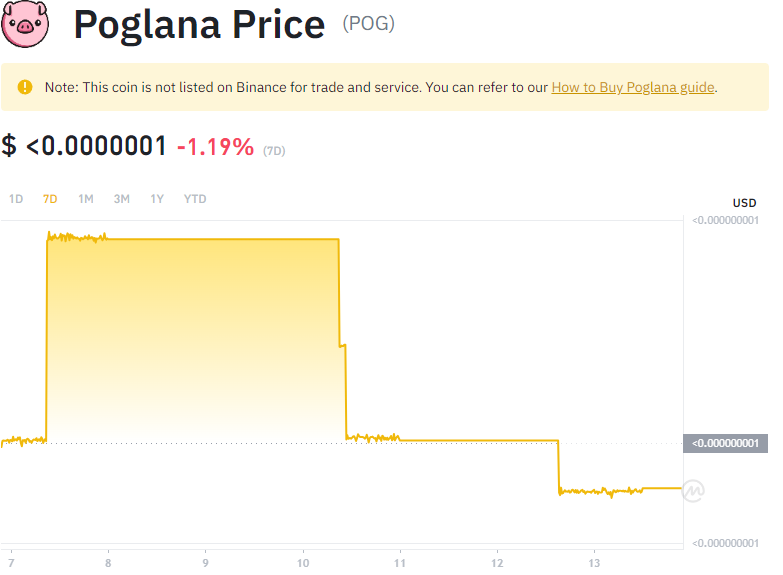 Poglana Price (POG)
Note: This coin is not listed on Binance for trade and service. You can refer to our How to Buy Poglana guide.
$ <0.0000001 -1.19% (7D)
1D 7D 1M 3M 1Y YTD
USD
<0.000000001
<0.000000001
<0.000000001
7 8 9 10 11 12 13